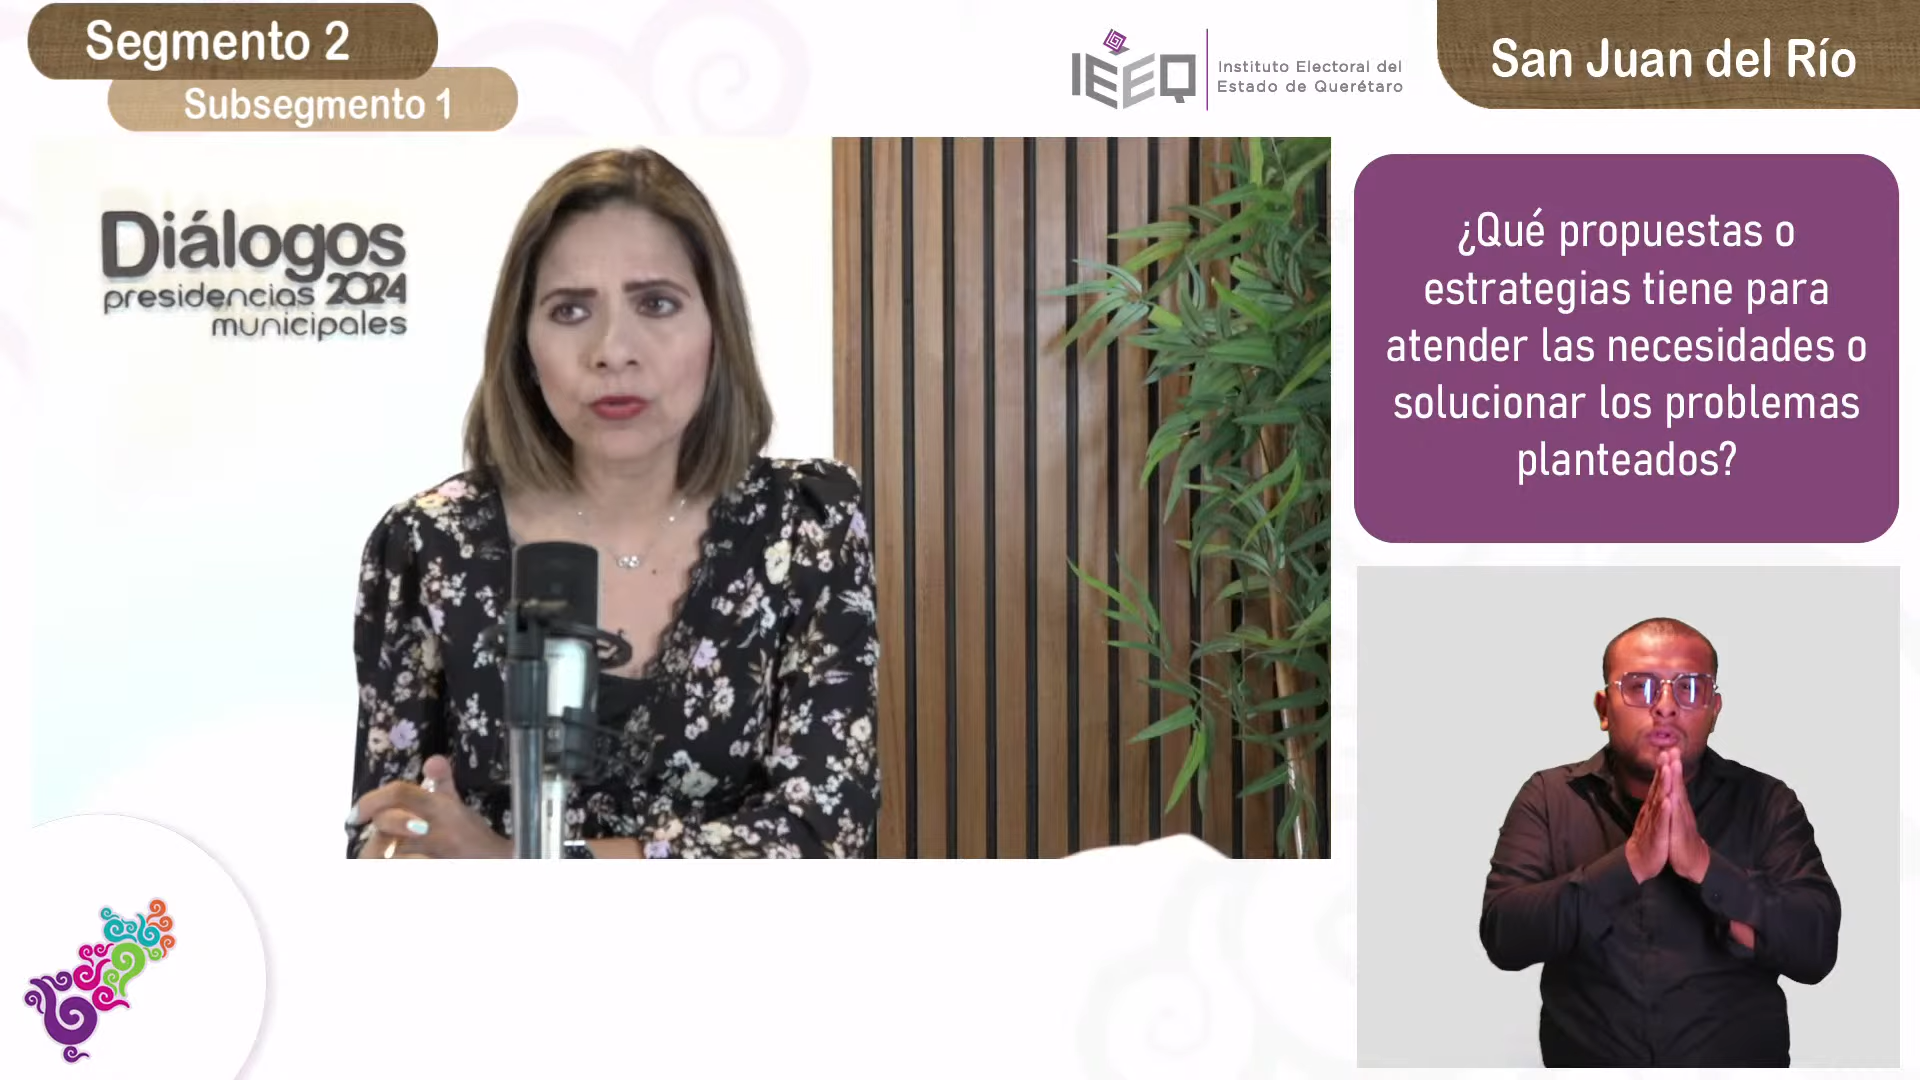 Segmento 2
Subsegmento 1
IEEQ
Instituto Electoral del
Estado de Querétaro
San Juan del Río
Diálogos
presidencias 2024
municipales
¿Qué propuestas o
estrategias tiene para
atender las necesidades o
solucionar los problemas
planteados?